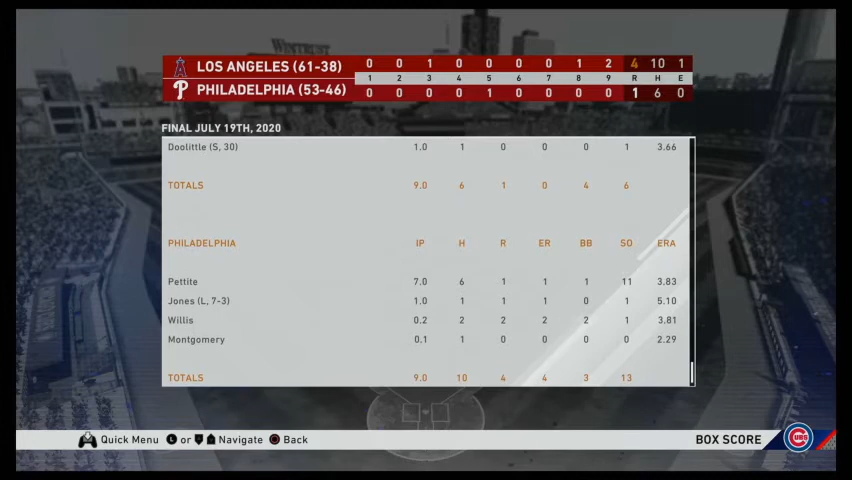 WINTRUST
LOS ANGELES (61-38) 0 0 1 0 0 0 0 1 2 4 10 1
1 2 3 4 5 6 7 8 9 R H E
PHILADELPHIA (53-46) 0 0 0 0 1 0 0 0 0 1 6 0
FINAL JULY 19TH, 2020
Doolittle (S, 30) 1.0 1 0 0 0 1 3.66
TOTALS 9.0 6 1 0 4 6
PHILADELPHIA IP H R ER BB SO ERA
Pettite 7.0 6 1 1 1 11 3.83
Jones (L, 7-3) 1.0 1 1 1 0 1 5.10
Willis 0.2 2 2 2 2 1 3.81
Montgomery 0.1 1 0 0 0 0 2.29
TOTALS 9.0 10 4 4 3 13
Quick Menu L or Navigate Back BOX SCORE CUBS